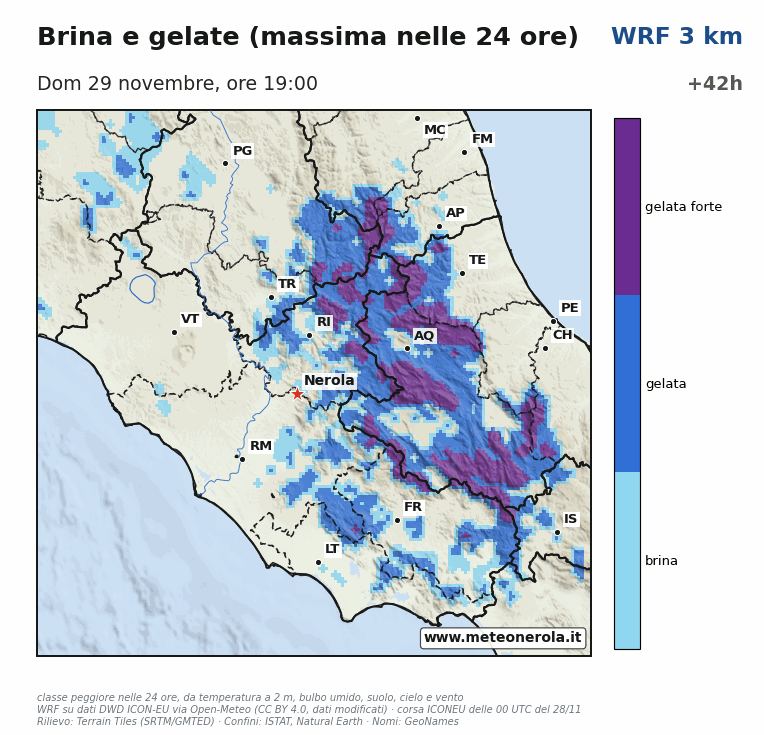 Brina e gelate (massima nelle 24 ore)
WRF 3 km
Dom 29 novembre, ore 19:00
+42h
MC
FM
PG
AP
TE
TR
PE
VT
RI
AQ
CH
Nerola
RM
FR
IS
LT
gelata forte
gelata
brina
www.meteonerola.it
classe peggiore nelle 24 ore, da temperatura a 2 m, bulbo umido, suolo, cielo e vento
WRF su dati DWD ICON-EU via Open-Meteo (CC BY 4.0, dati modificati) · corsa ICONEU delle 00 UTC del 28/11
Rilievo: Terrain Tiles (SRTM/GMTED) · Confini: ISTAT, Natural Earth · Nomi: GeoNames